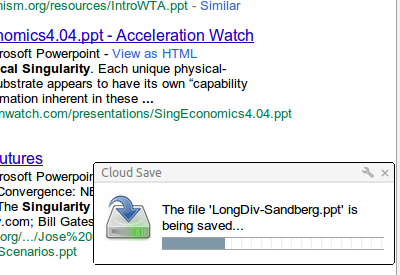 nism.org/resources/IntroWTA.ppt - Similar
nomics4.04.ppt - Acceleration Watch
rosoft Powerpoint - View as HTML
cal Singularity. Each unique physical-
ubstrate appears to have its own “capability
rmation inherent in these ...
nwatch.com/presentations/SingEconomics4.04.ppt
utures
rosoft Powerpoin
Convergence: NE
The Singularity
y.com; Bill Gates
.org/.../Jose%20
Scenarios.ppt
Cloud Save
The file 'LongDiv-Sandberg.ppt' is
being saved...